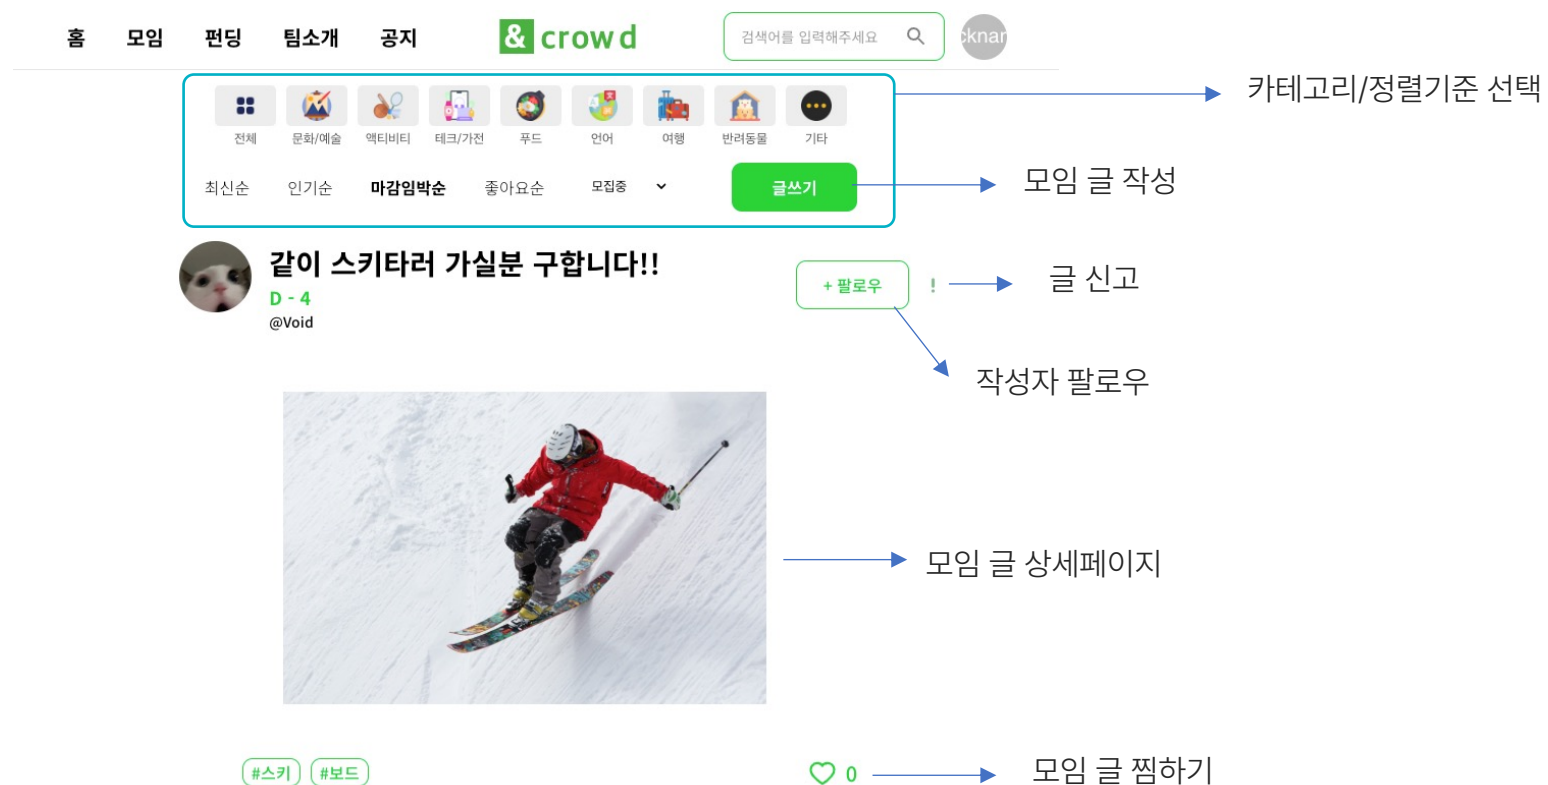 홈 모임 펀딩 팀소개 공지 & crowd 검색어를 입력해주세요 cknar
카테고리/정렬기준 선택
전체 문화/예술 액티비티 테크/가전 푸드 언어 여행 반려동물 기타
최신순 인기순 마감임박순 좋아요순 모집중 글쓰기 모임 글 작성
같이 스키타러 가실분 구합니다!!
+ 팔로우 ! 글 신고
D - 4
@Void
작성자 팔로우
모임 글 상세페이지
#스키 #보드 0 모임 글 찜하기